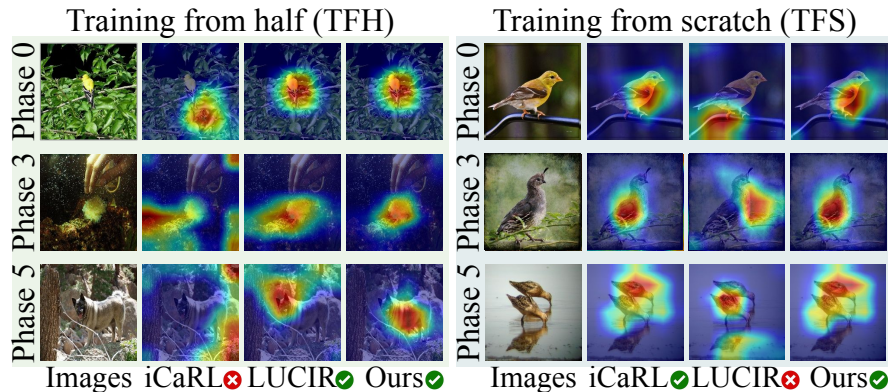 Training from half (TFH)
Training from scratch (TFS)
Phase 0
Phase 3
Phase 5
Phase 0
Phase 3
Phase 5
Images iCaRL LUCIR Ours
Images iCaRL LUCIR Ours